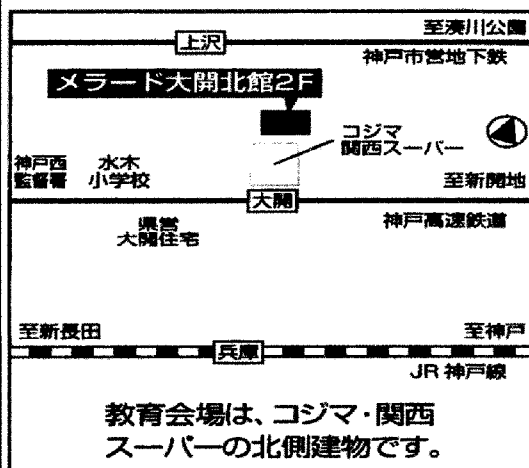 至湊川公園
上沢
神戸市営地下鉄
メラード大開北館2F
コジマ
関西スーパー
神戸西
監督署
水木
小学校
至新開地
大開
県営
大開住宅
神戸高速鉄道
至新長田
至神戸
兵庫
JR 神戸線
教育会場は、コジマ・関西
スーパーの北側建物です。